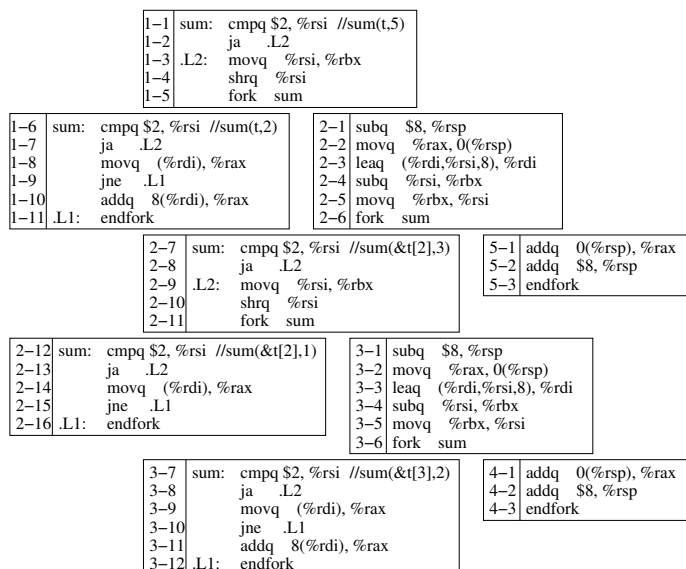 1−1 sum: cmpq $2, %rsi //sum(t,5)
1−2 ja .L2
1−3 .L2: movq %rsi, %rbx
1−4 shrq %rsi
1−5 fork sum
1−6 sum: cmpq $2, %rsi //sum(t,2)
1−7 ja .L2
1−8 movq (%rdi), %rax
1−9 jne .L1
1−10 addq 8(%rdi), %rax
1−11 .L1: endfork
2−1 subq $8, %rsp
2−2 movq %rax, 0(%rsp)
2−3 leaq (%rdi,%rsi,8), %rdi
2−4 subq %rsi, %rbx
2−5 movq %rbx, %rsi
2−6 fork sum
2−7 sum: cmpq $2, %rsi //sum(&t[2],3)
2−8 ja .L2
2−9 .L2: movq %rsi, %rbx
2−10 shrq %rsi
2−11 fork sum
5−1 addq 0(%rsp), %rax
5−2 addq $8, %rsp
5−3 endfork
2−12 sum: cmpq $2, %rsi //sum(&t[2],1)
2−13 ja .L2
2−14 movq (%rdi), %rax
2−15 jne .L1
2−16 .L1: endfork
3−1 subq $8, %rsp
3−2 movq %rax, 0(%rsp)
3−3 leaq (%rdi,%rsi,8), %rdi
3−4 subq %rsi, %rbx
3−5 movq %rbx, %rsi
3−6 fork sum
3−7 sum: cmpq $2, %rsi //sum(&t[3],2)
3−8 ja .L2
3−9 movq (%rdi), %rax
3−10 jne .L1
3−11 addq 8(%rdi), %rax
3−12 .L1: endfork
4−1 addq 0(%rsp), %rax
4−2 addq $8, %rsp
4−3 endfork